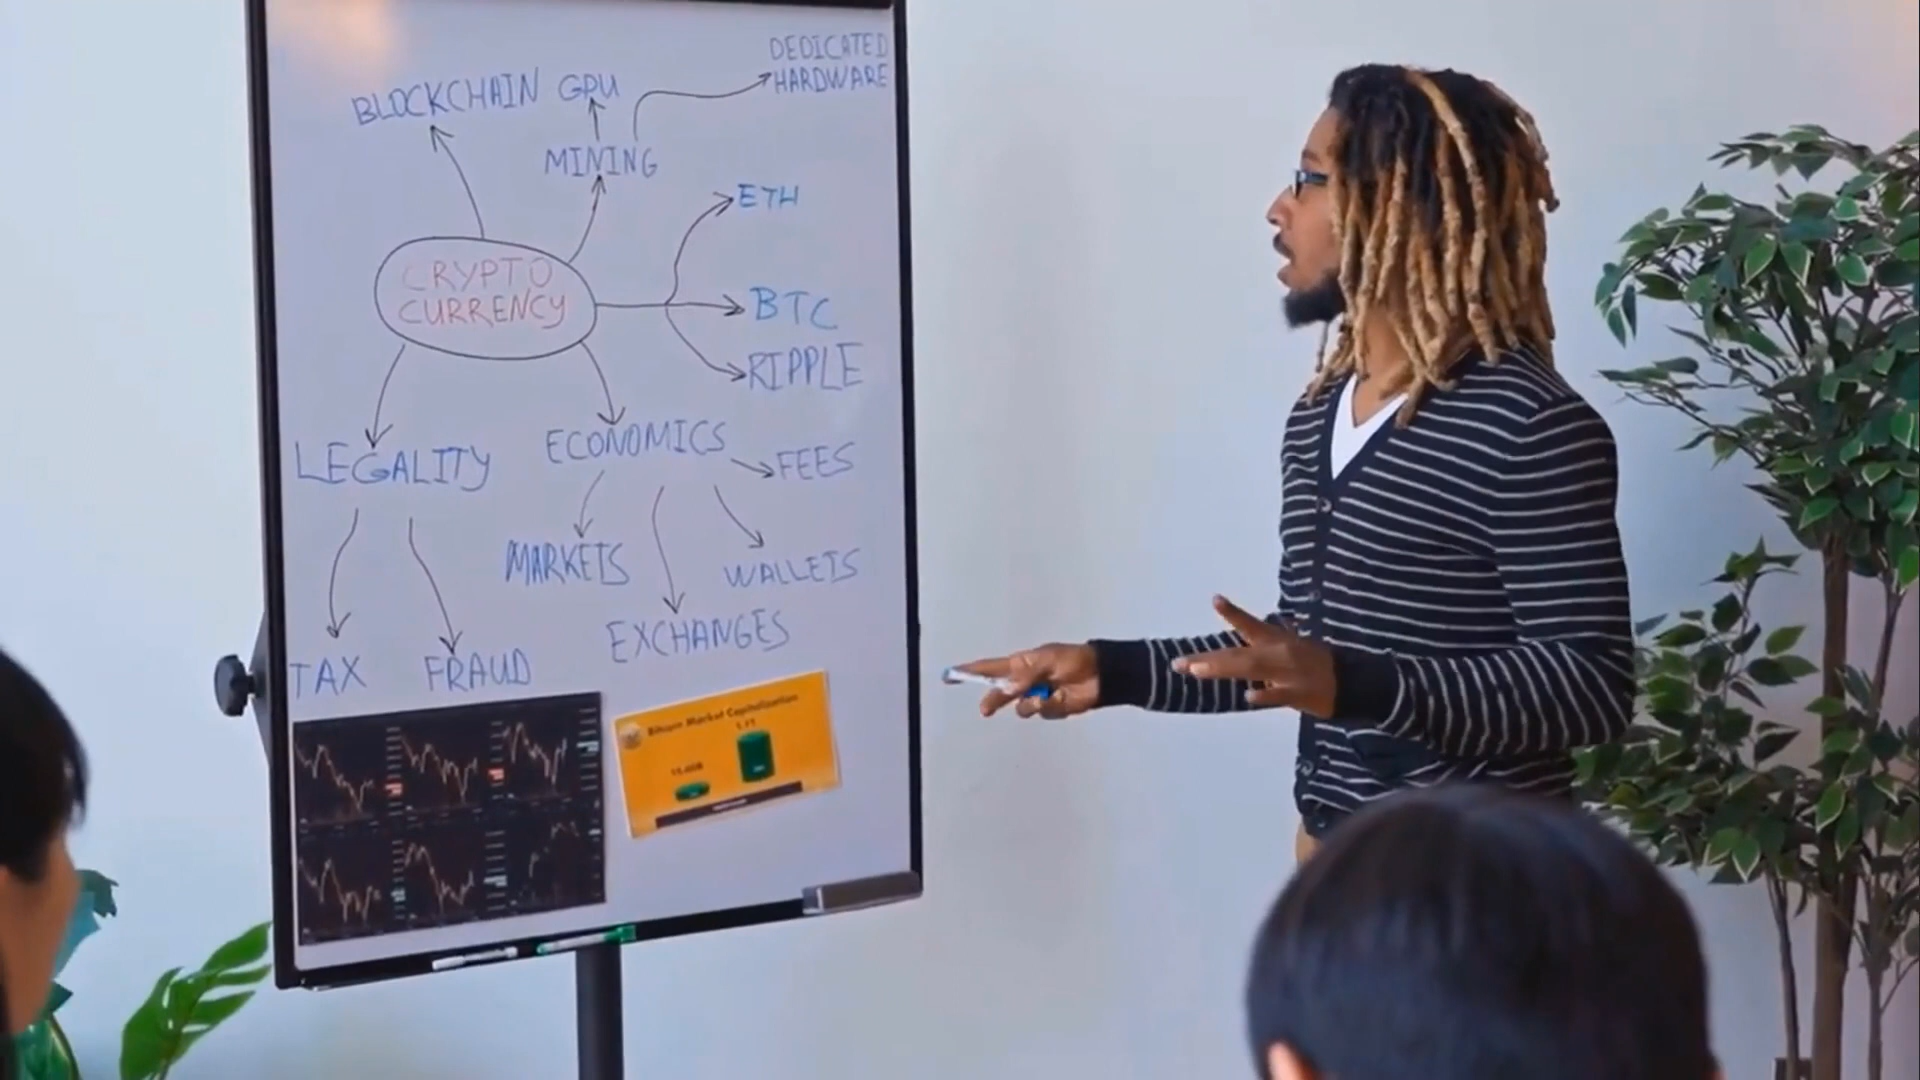 DEDICATED
HARDWARE
BLOCKCHAIN
GPU
MINING
ETH
CRYPTO
CURRENCY
BTC
RIPPLE
LEGALITY
ECONOMICS
FEES
MARKETS
WALLETS
EXCHANGES
TAX
FRAUD
Bitcoin Market Capitalization